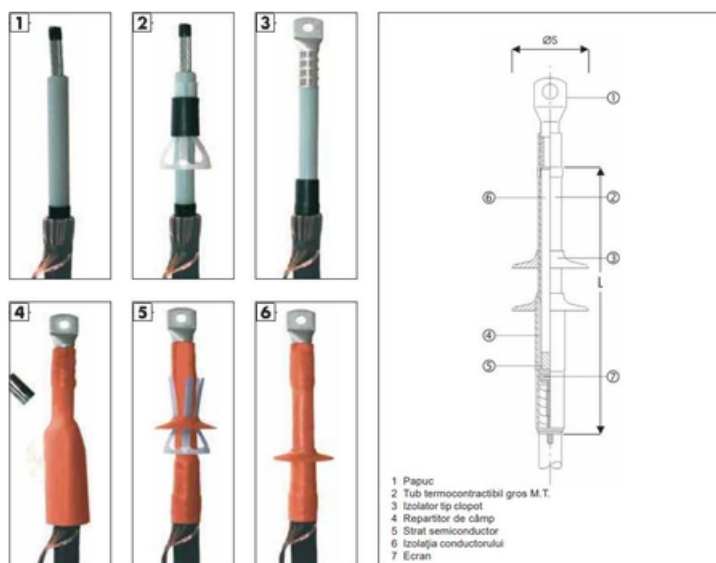 1
2
3
4
5
6
ØS
①
⑥
②
③
L
④
⑤
⑦
1 Papuc
2 Tub termocontractibil gros M.T.
3 Izolator tip clopot
4 Repartitor de câmp
5 Strat semiconductor
6 Izolaţia conductorului
7 Ecran